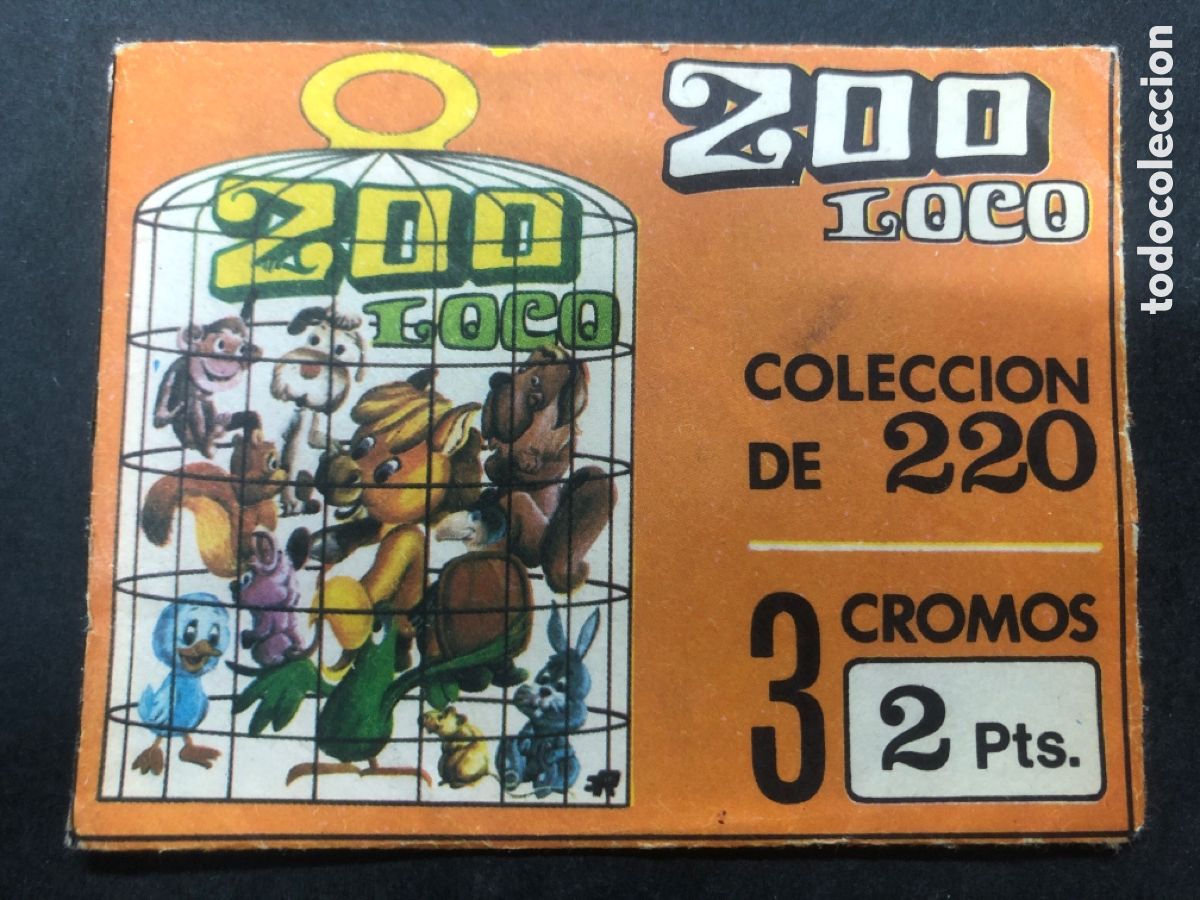 ZOO
LOCO
ZOO
LOCO
COLECCION
DE 220
3 CROMOS
2 Pts.
todocoleccion